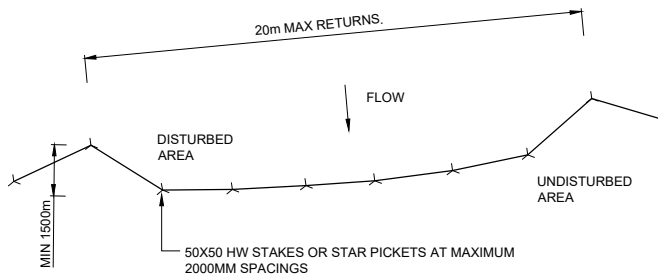 20m MAX RETURNS.
FLOW
DISTURBED
AREA
UNDISTURBED
AREA
MIN 1500m
50X50 HW STAKES OR STAR PICKETS AT MAXIMUM
2000MM SPACINGS